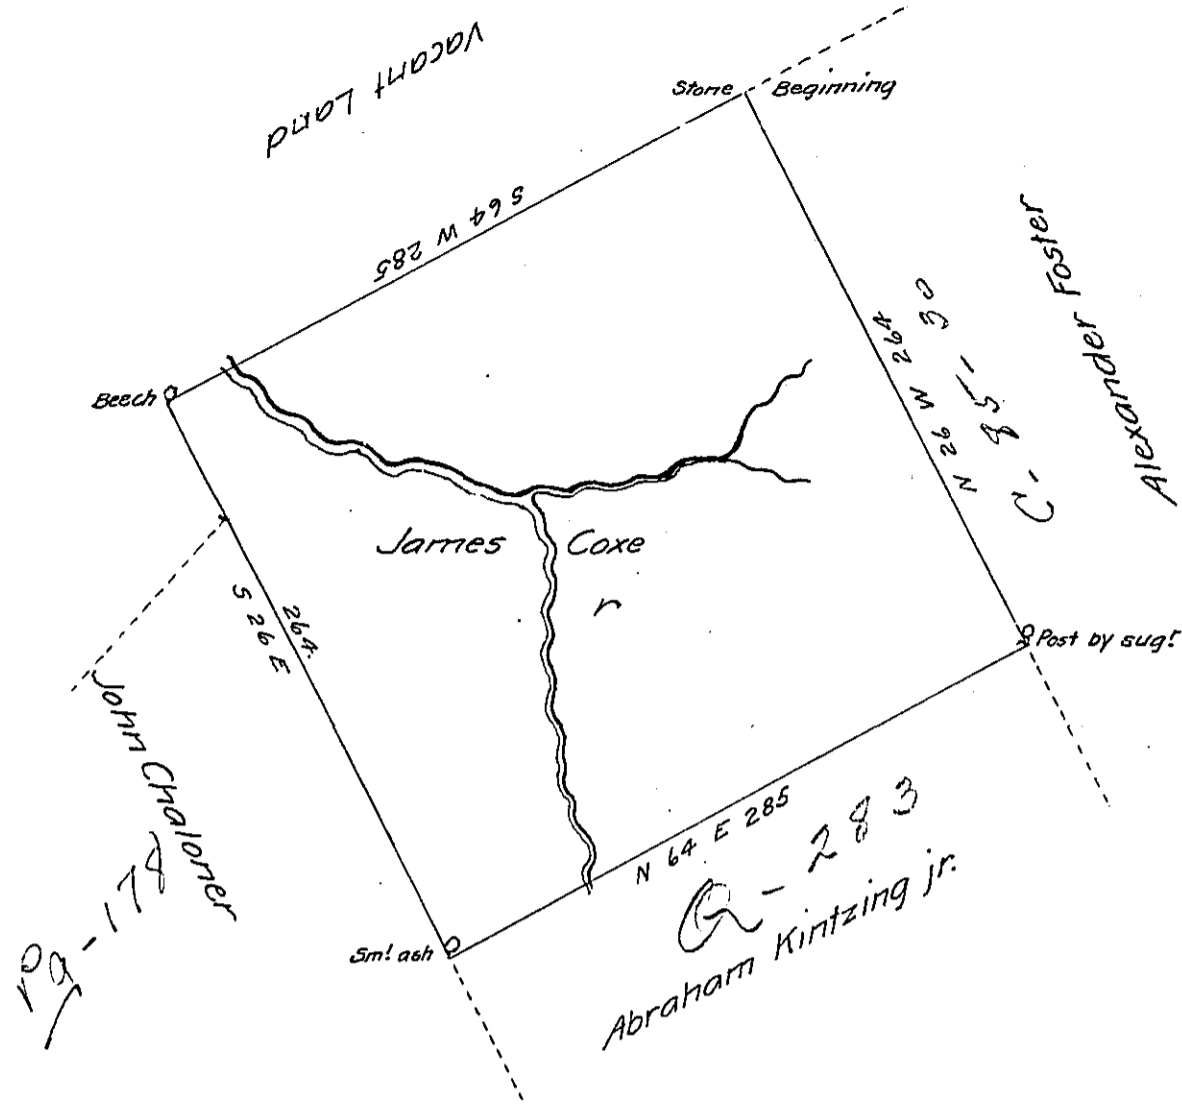 Vacant Land
Stone
Beginning
S 64 W 285
Alexander Foster
N 26 W 264
C - 85 - 30
Beech
James Coxe
r
264.
S 26 E
Post by sug!
John Chaloner
Pa - 178
N 64 E 285
Q - 283
Abraham Kintzing jr.
Sm! ash